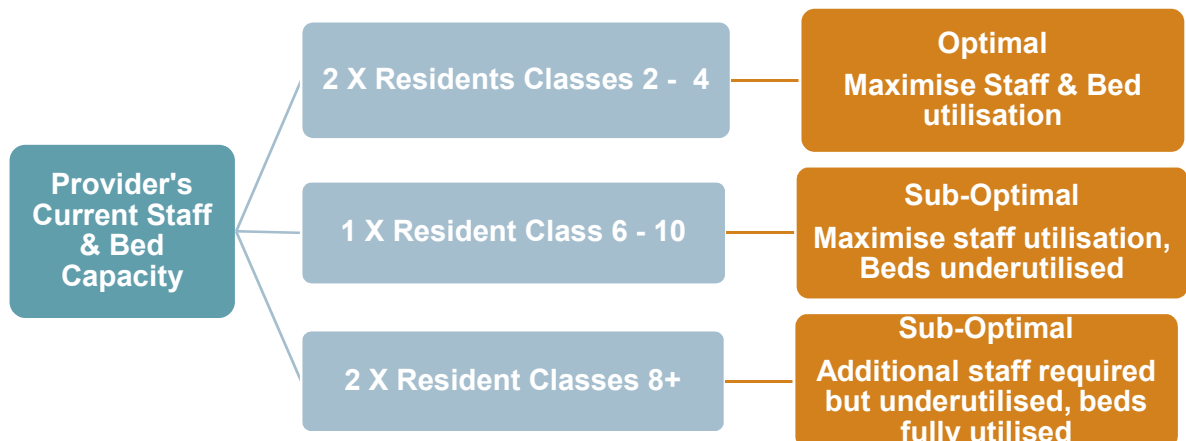 Provider's
Current Staff
& Bed
Capacity
2 X Residents Classes 2 -  4
Optimal
Maximise Staff & Bed
utilisation
1 X Resident Class 6 - 10
Sub-Optimal
Maximise staff utilisation,
Beds underutilised
2 X Resident Classes 8+
Sub-Optimal
Additional staff required
but underutilised, beds
fully utilised